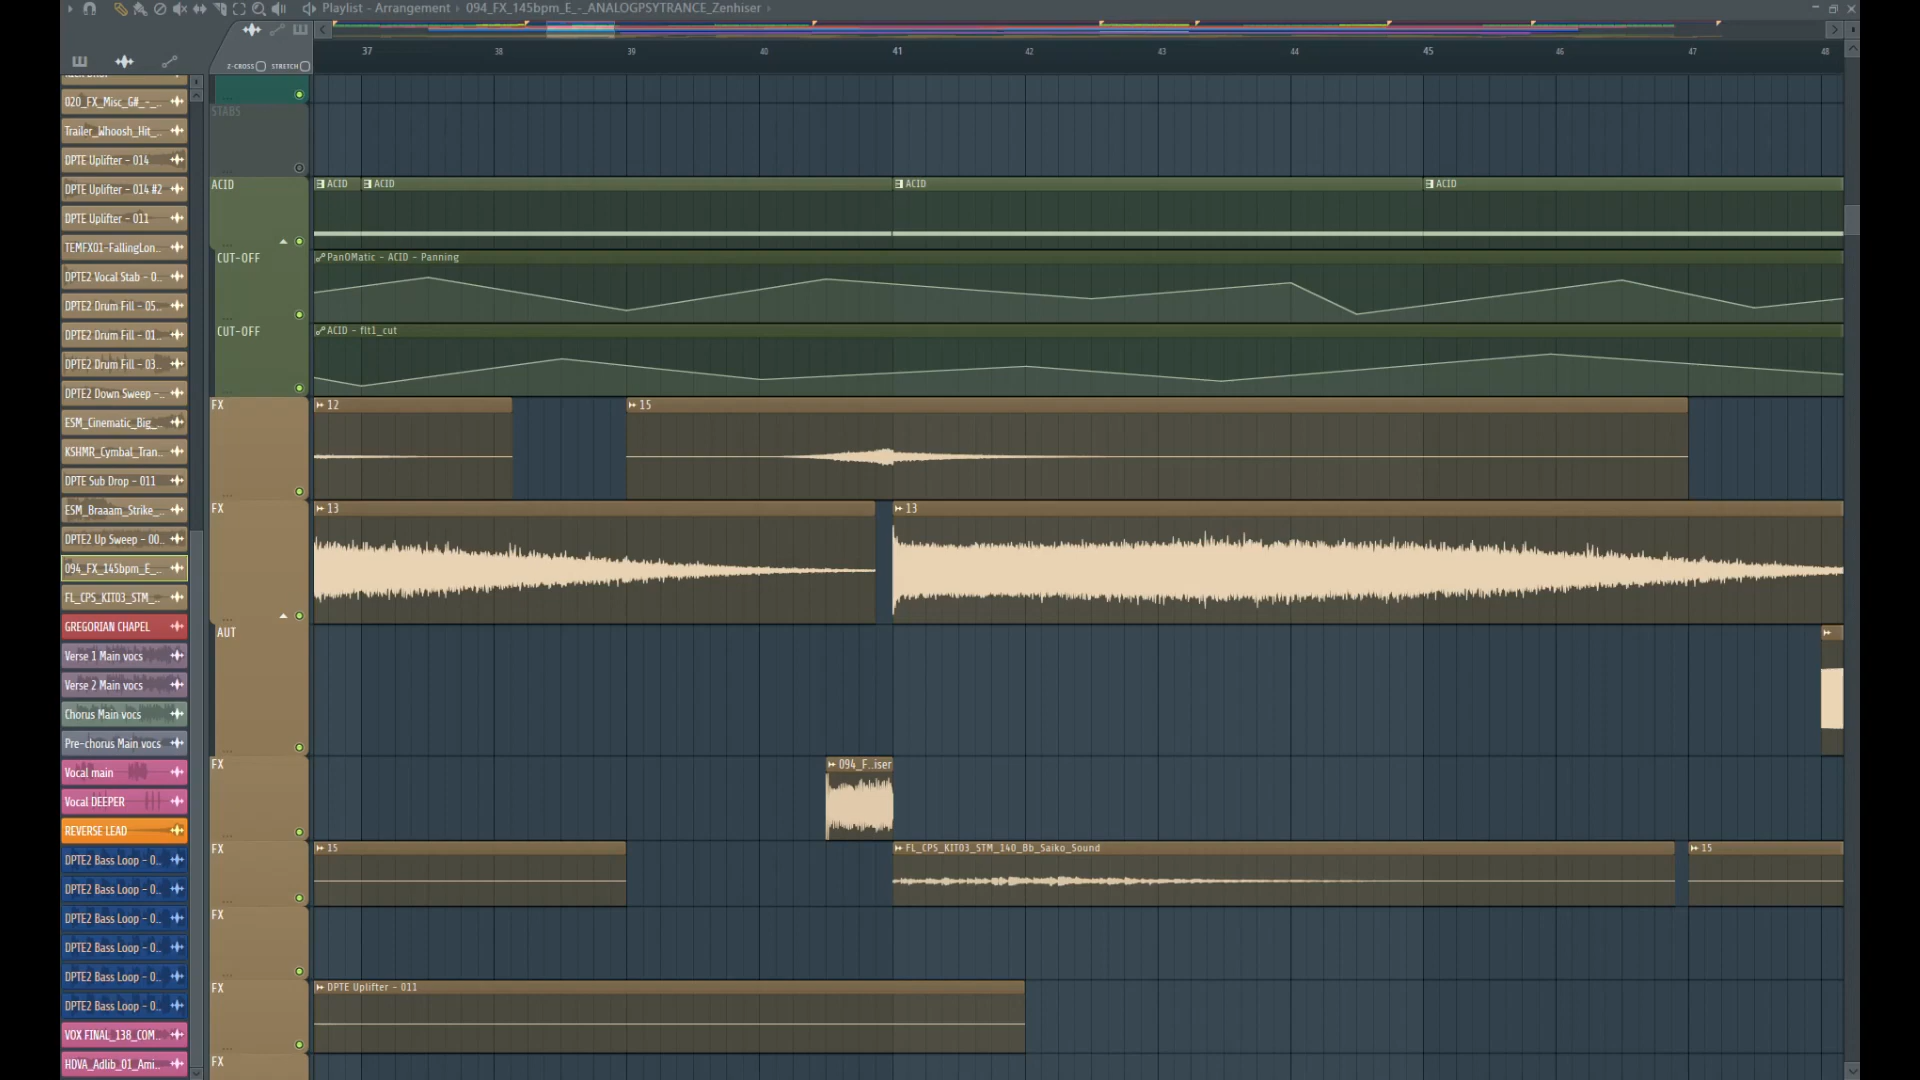 Playlist - Arrangement › 094_FX_145bpm_E_-_ANALOGPSYTRANCE_Zenhiser ›
Z-CROSS STRETCH
37 38 39 40 41 42 43 44 45 46 47 48
020_FX_Misc_G#_-_..
Trailer_Whoosh_Hit_..
DPTE Uplifter - 014
DPTE Uplifter - 014 #2
DPTE Uplifter - 011
TEMFX01-FallingLon..
DPTE2 Vocal Stab - 0..
DPTE2 Drum Fill - 05..
DPTE2 Drum Fill - 01..
DPTE2 Drum Fill - 03..
DPTE2 Down Sweep -..
ESM_Cinematic_Big_..
KSHMR_Cymbal_Tran..
DPTE Sub Drop - 011
ESM_Braaam_Strike_..
DPTE2 Up Sweep - 00..
094_FX_145bpm_E_..
FL_CPS_KIT03_STM_..
GREGORIAN CHAPEL
Verse 1 Main vocs
Verse 2 Main vocs
Chorus Main vocs
Pre-chorus Main vocs
Vocal main
Vocal DEEPER
REVERSE LEAD
DPTE2 Bass Loop - 0..
DPTE2 Bass Loop - 0..
DPTE2 Bass Loop - 0..
DPTE2 Bass Loop - 0..
DPTE2 Bass Loop - 0..
DPTE2 Bass Loop - 0..
VOX FINAL_138_COM..
HDVA_Adlib_01_Ami..
STABS
ACID ACID ACID ACID ACID
CUT-OFF PanOMatic - ACID - Panning
CUT-OFF ACID - flt1_cut
FX 12 15
FX 13 13
AUT
FX 094_F..iser
FX 15 FL_CPS_KIT03_STM_140_Bb_Saiko_Sound 15
FX
FX DPTE Uplifter - 011
FX